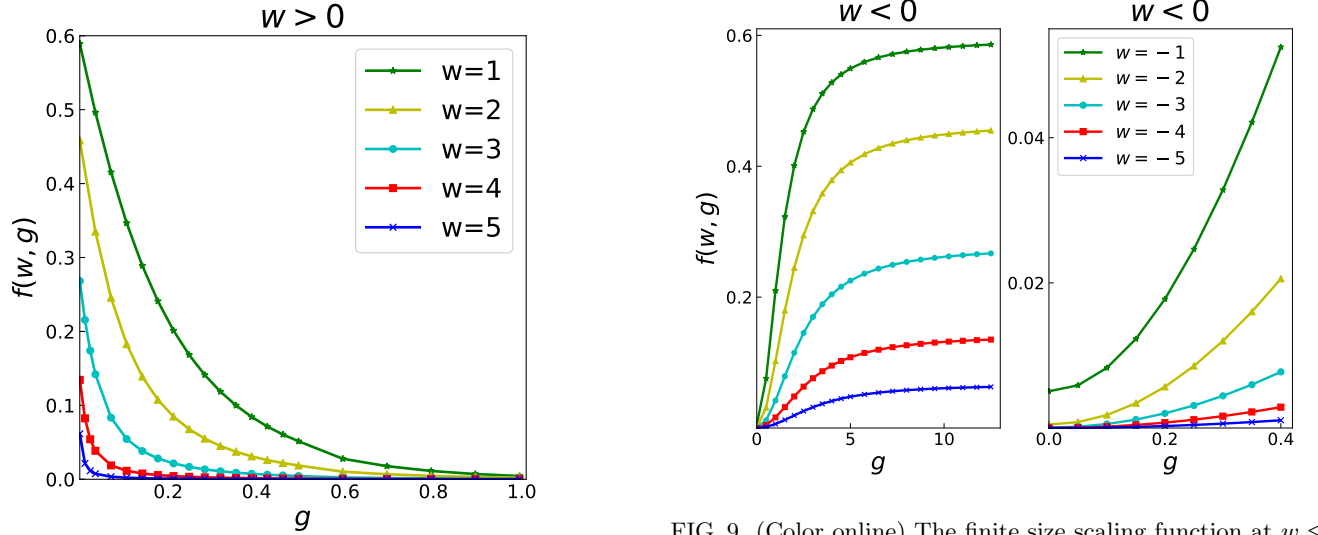 w > 0
0.6
0.5
0.4
0.3
0.2
0.1
0.0
f(w, g)
w=1
w=2
w=3
w=4
w=5
0.2
0.4
0.6
0.8
1.0
g
w < 0
0.6
0.4
0.2
f(w, g)
0
5
10
g
w < 0
w = −1
w = −2
w = −3
w = −4
w = −5
0.04
0.02
0.0
0.2
0.4
g
FIG. 9. (Color online) The finite size scaling function at w ≤